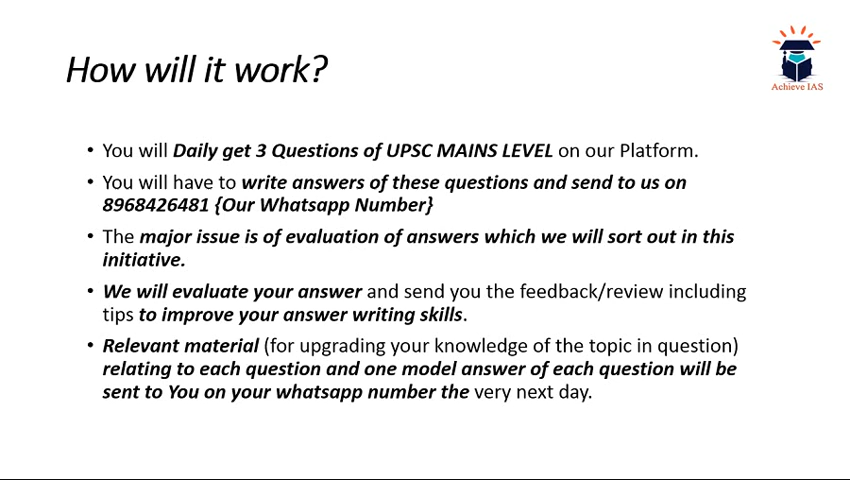 How will it work?
Achieve IAS
• You will Daily get 3 Questions of UPSC MAINS LEVEL on our Platform.
• You will have to write answers of these questions and send to us on
8968426481 {Our Whatsapp Number}
• The major issue is of evaluation of answers which we will sort out in this
initiative.
• We will evaluate your answer and send you the feedback/review including
tips to improve your answer writing skills.
• Relevant material (for upgrading your knowledge of the topic in question)
relating to each question and one model answer of each question will be
sent to You on your whatsapp number the very next day.